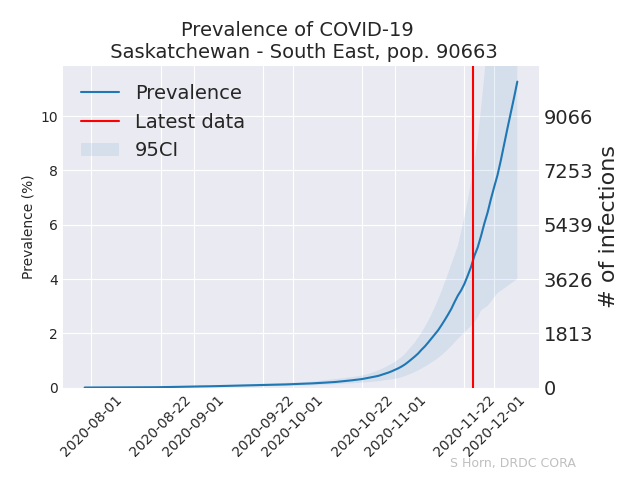 Prevalence of COVID-19
Saskatchewan - South East, pop. 90663
Prevalence
Latest data
95CI
Prevalence (%)
10
8
6
4
2
0
9066
7253
5439
3626
1813
0
# of infections
2020-08-01
2020-08-22
2020-09-01
2020-09-22
2020-10-01
2020-10-22
2020-11-01
2020-11-22
2020-12-01
S Horn, DRDC CORA